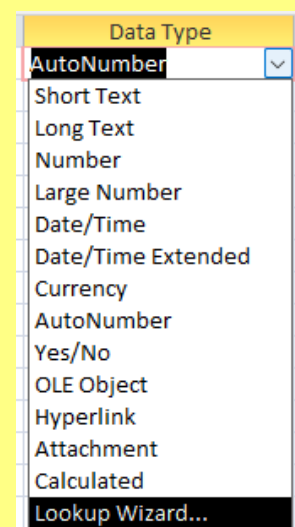 Data Type
AutoNumber
Short Text
Long Text
Number
Large Number
Date/Time
Date/Time Extended
Currency
AutoNumber
Yes/No
OLE Object
Hyperlink
Attachment
Calculated
Lookup Wizard...